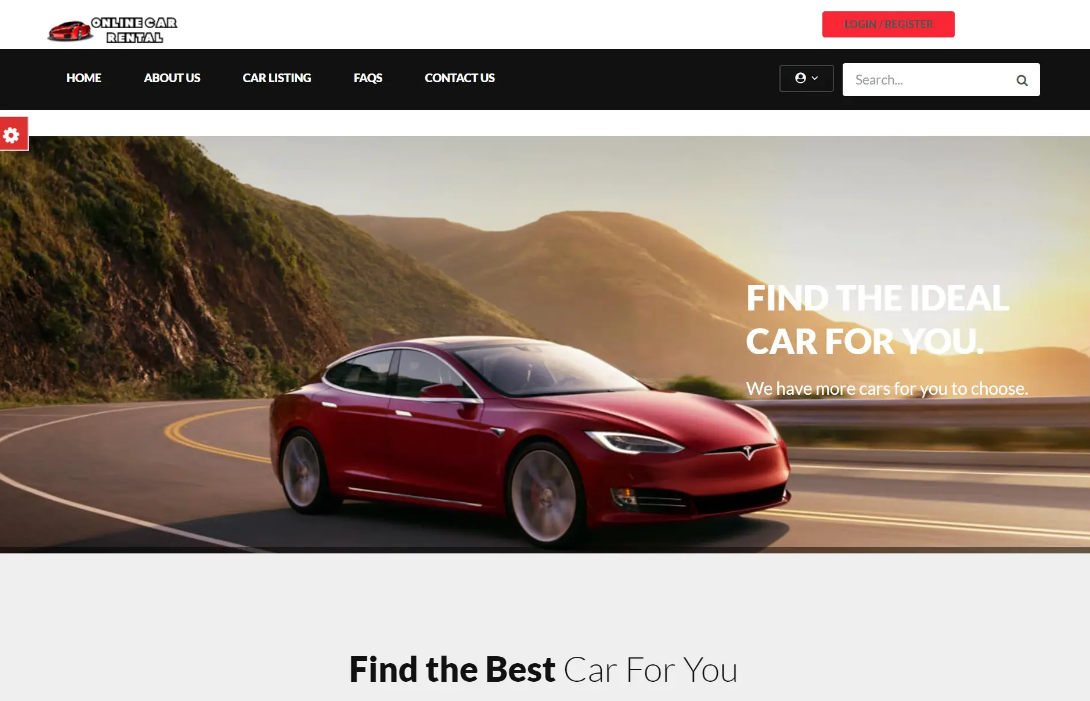 ONLINE CAR
RENTAL
LOGIN / REGISTER
HOME
ABOUT US
CAR LISTING
FAQS
CONTACT US
Search...
FIND THE IDEAL
CAR FOR YOU.
We have more cars for you to choose.
Find the Best Car For You